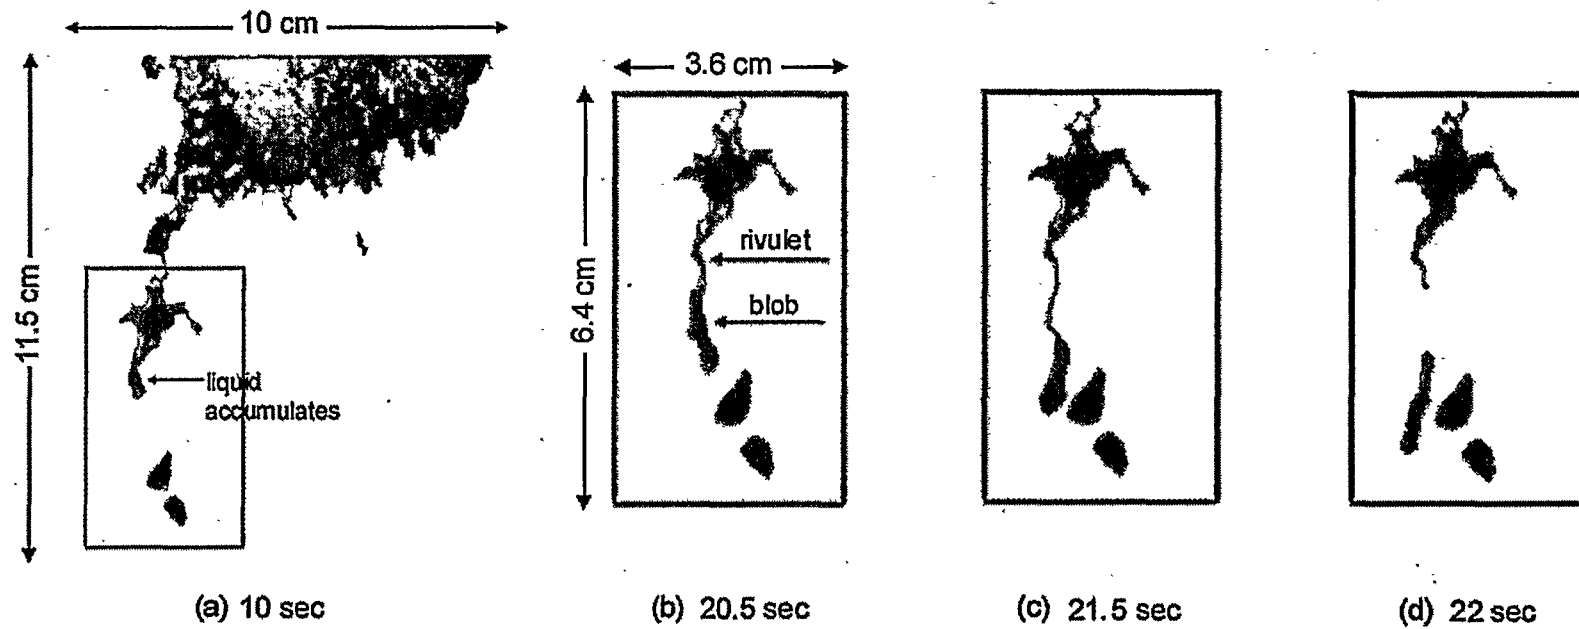 10 cm
11.5 cm
liquid
accumulates
(a) 10 sec
3.6 cm
6.4 cm
rivulet
blob
(b) 20.5 sec
(c) 21.5 sec
(d) 22 sec